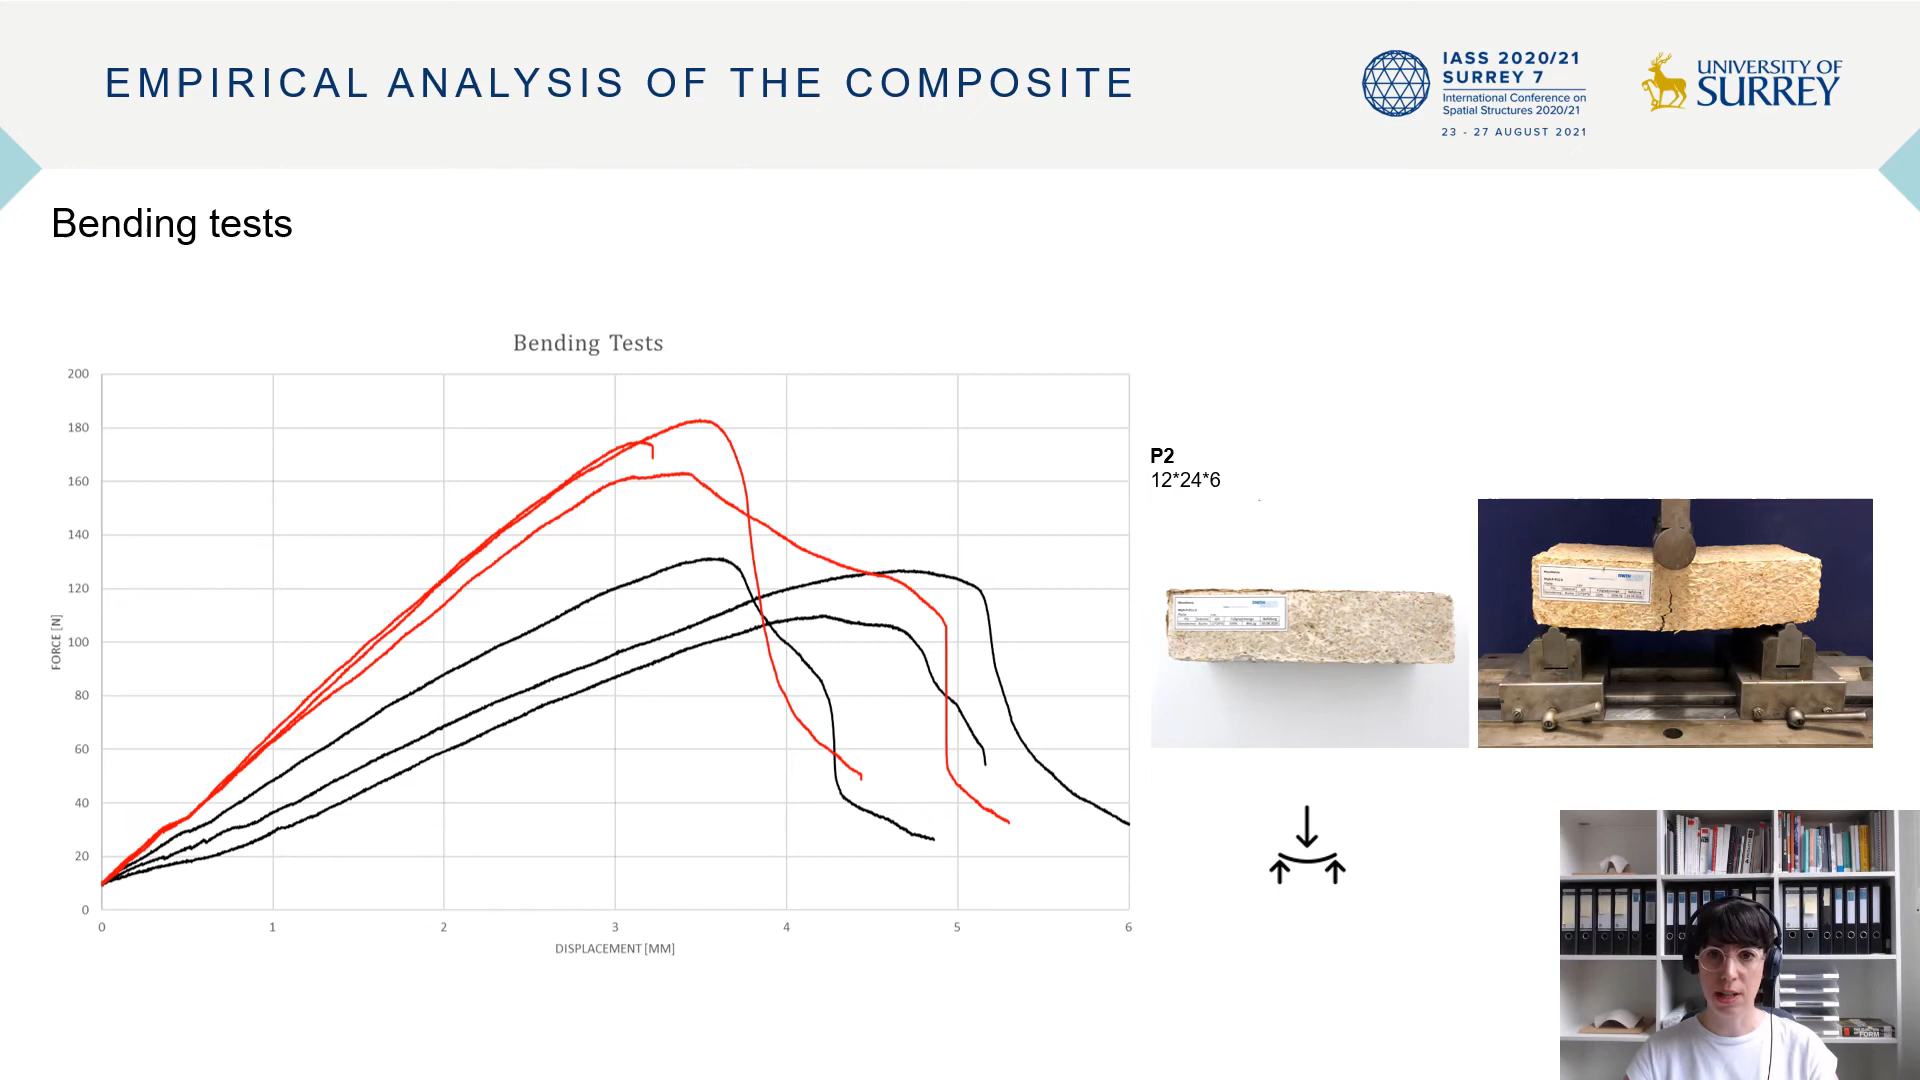 EMPIRICAL ANALYSIS OF THE COMPOSITE
IASS 2020/21
SURREY 7
International Conference on
Spatial Structures 2020/21
23 - 27 AUGUST 2021
UNIVERSITY OF
SURREY
Bending tests
Bending Tests
200
180
160
140
120
100
80
60
40
20
0
FORCE [N]
0 1 2 3 4 5 6
DISPLACEMENT [MM]
P2
12*24*6
FORM